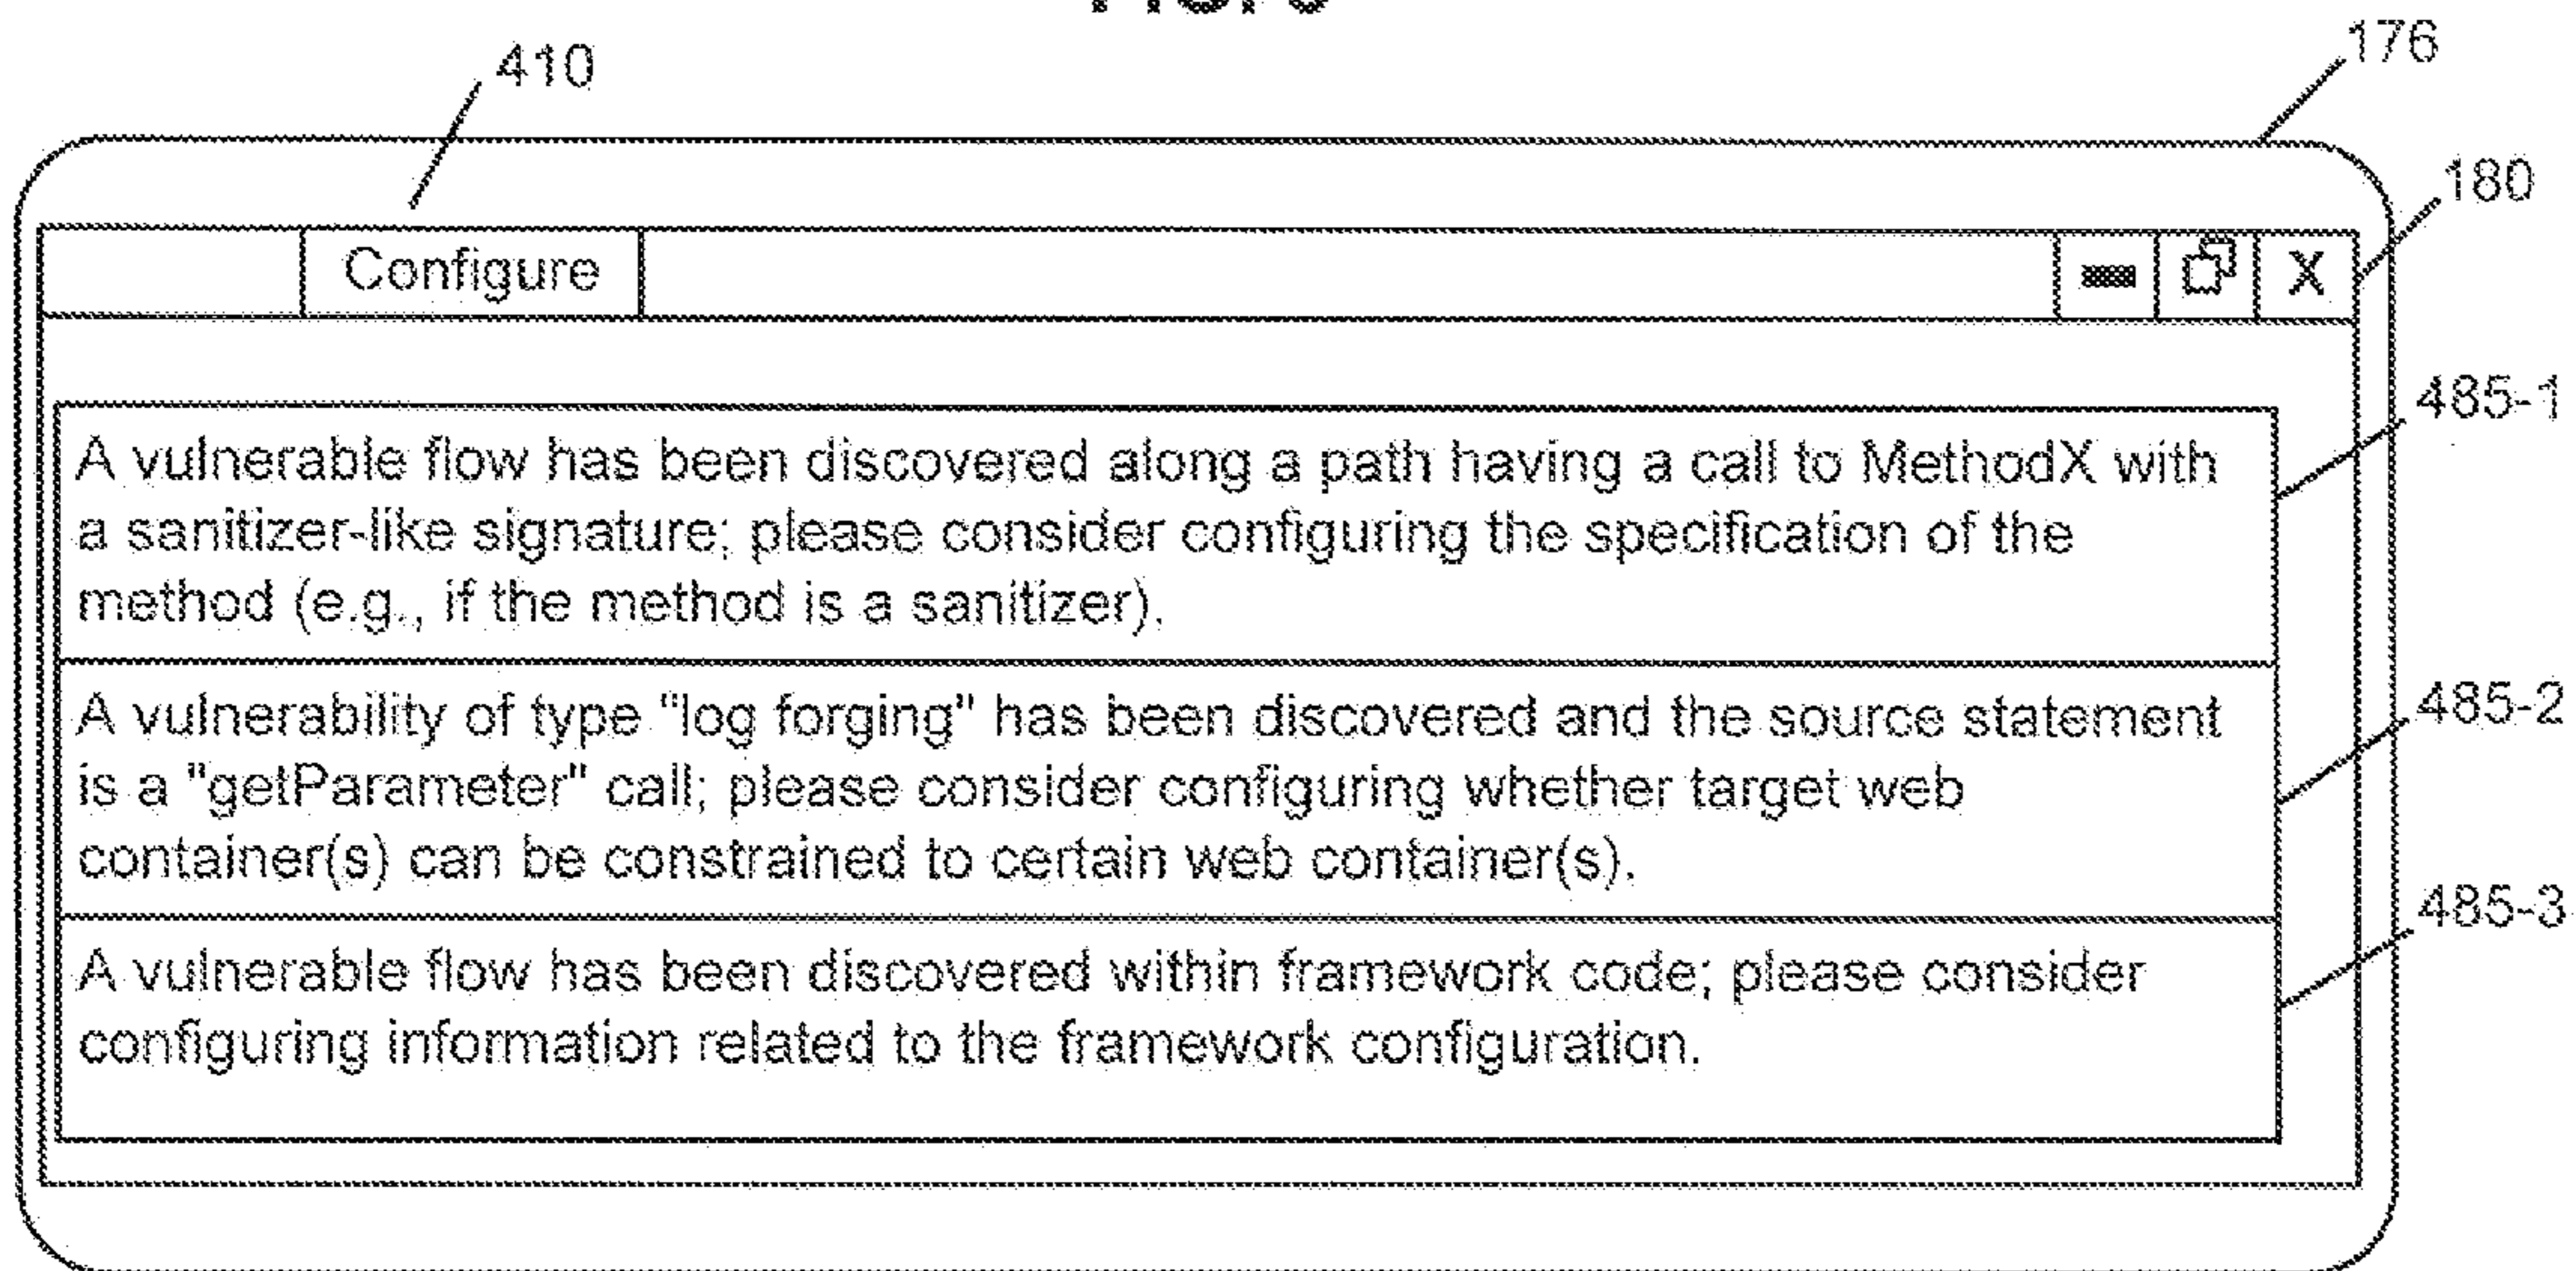 410
176
180
Configure
X
485-1
A vulnerable flow has been discovered along a path having a call to MethodX with
a sanitizer-like signature; please consider configuring the specification of the
method (e.g., if the method is a sanitizer).
485-2
A vulnerability of type "log forging" has been discovered and the source statement
is a "getParameter" call; please consider configuring whether target web
container(s) can be constrained to certain web container(s).
485-3
A vulnerable flow has been discovered within framework code; please consider
configuring information related to the framework configuration.